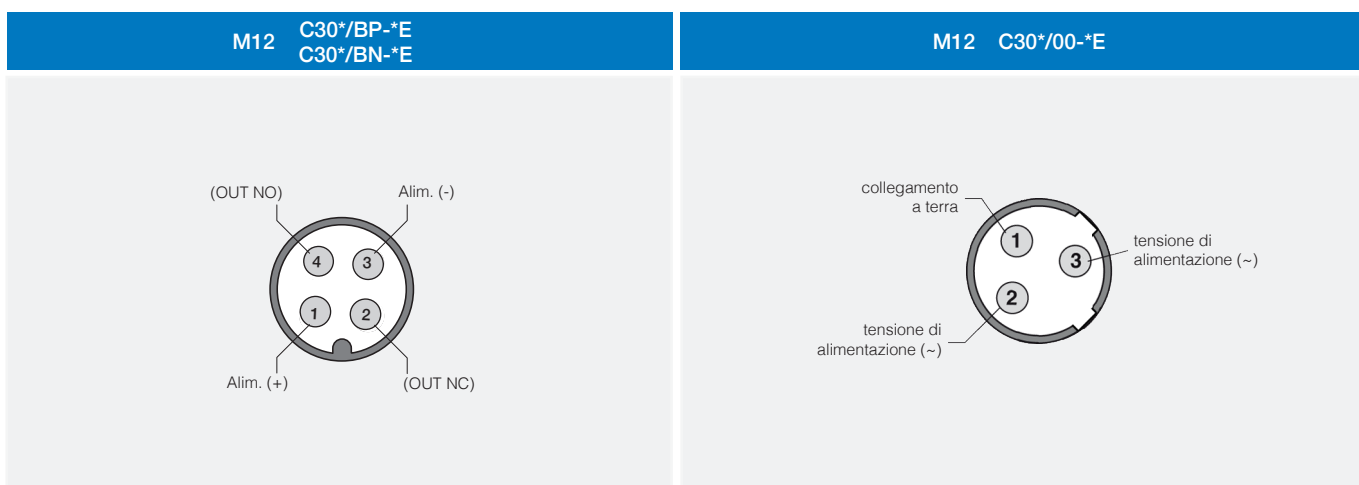 M12 C30*/BP-*E
C30*/BN-*E
M12 C30*/00-*E
(OUT NO)
Alim. (-)
4
3
1
2
Alim. (+)
(OUT NC)
collegamento
a terra
1
3
tensione di
alimentazione (~)
2
tensione di
alimentazione (~)